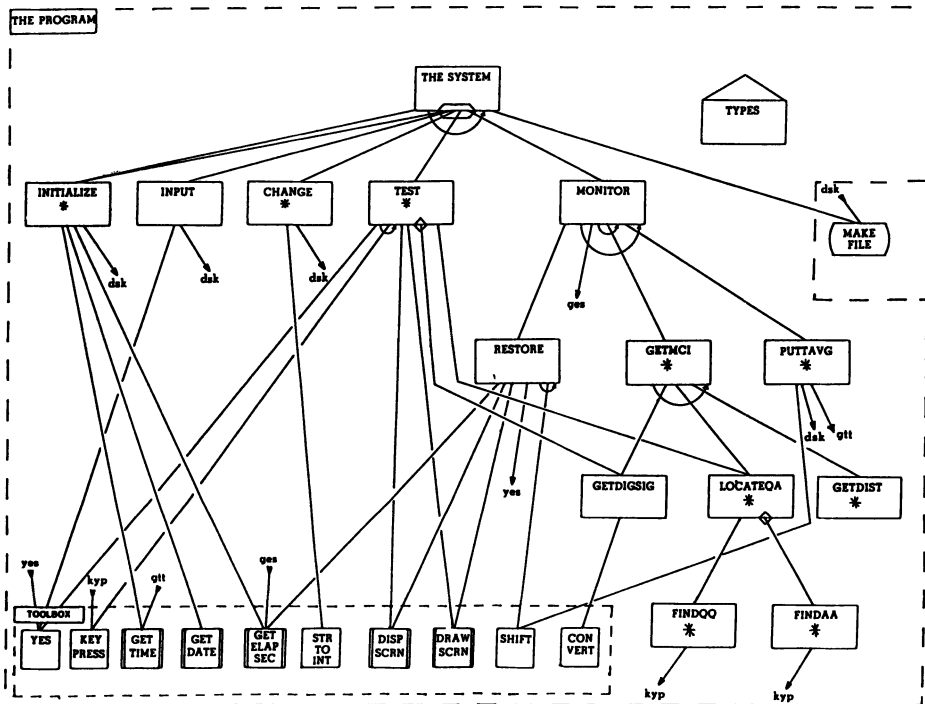 THE PROGRAM
THE SYSTEM
TYPES
INITIALIZE
*
INPUT
CHANGE
*
TEST
*
MONITOR
dsk
MAKE
FILE
dsk
dsk
dsk
ges
RESTORE
GETMCI
*
PUTTAVG
*
dsk
gtt
yes
GETDIGSIG
LOCATEQA
*
GETDIST
*
yes
kyp
gtt
ges
TOOLBOX
YES
KEY
PRESS
GET
TIME
GET
DATE
GET
ELAP
SEC
STR
TO
INT
DISP
SCRN
DRAW
SCRN
SHIFT
CON
VERT
FINDQQ
*
FINDAA
*
kyp
kyp